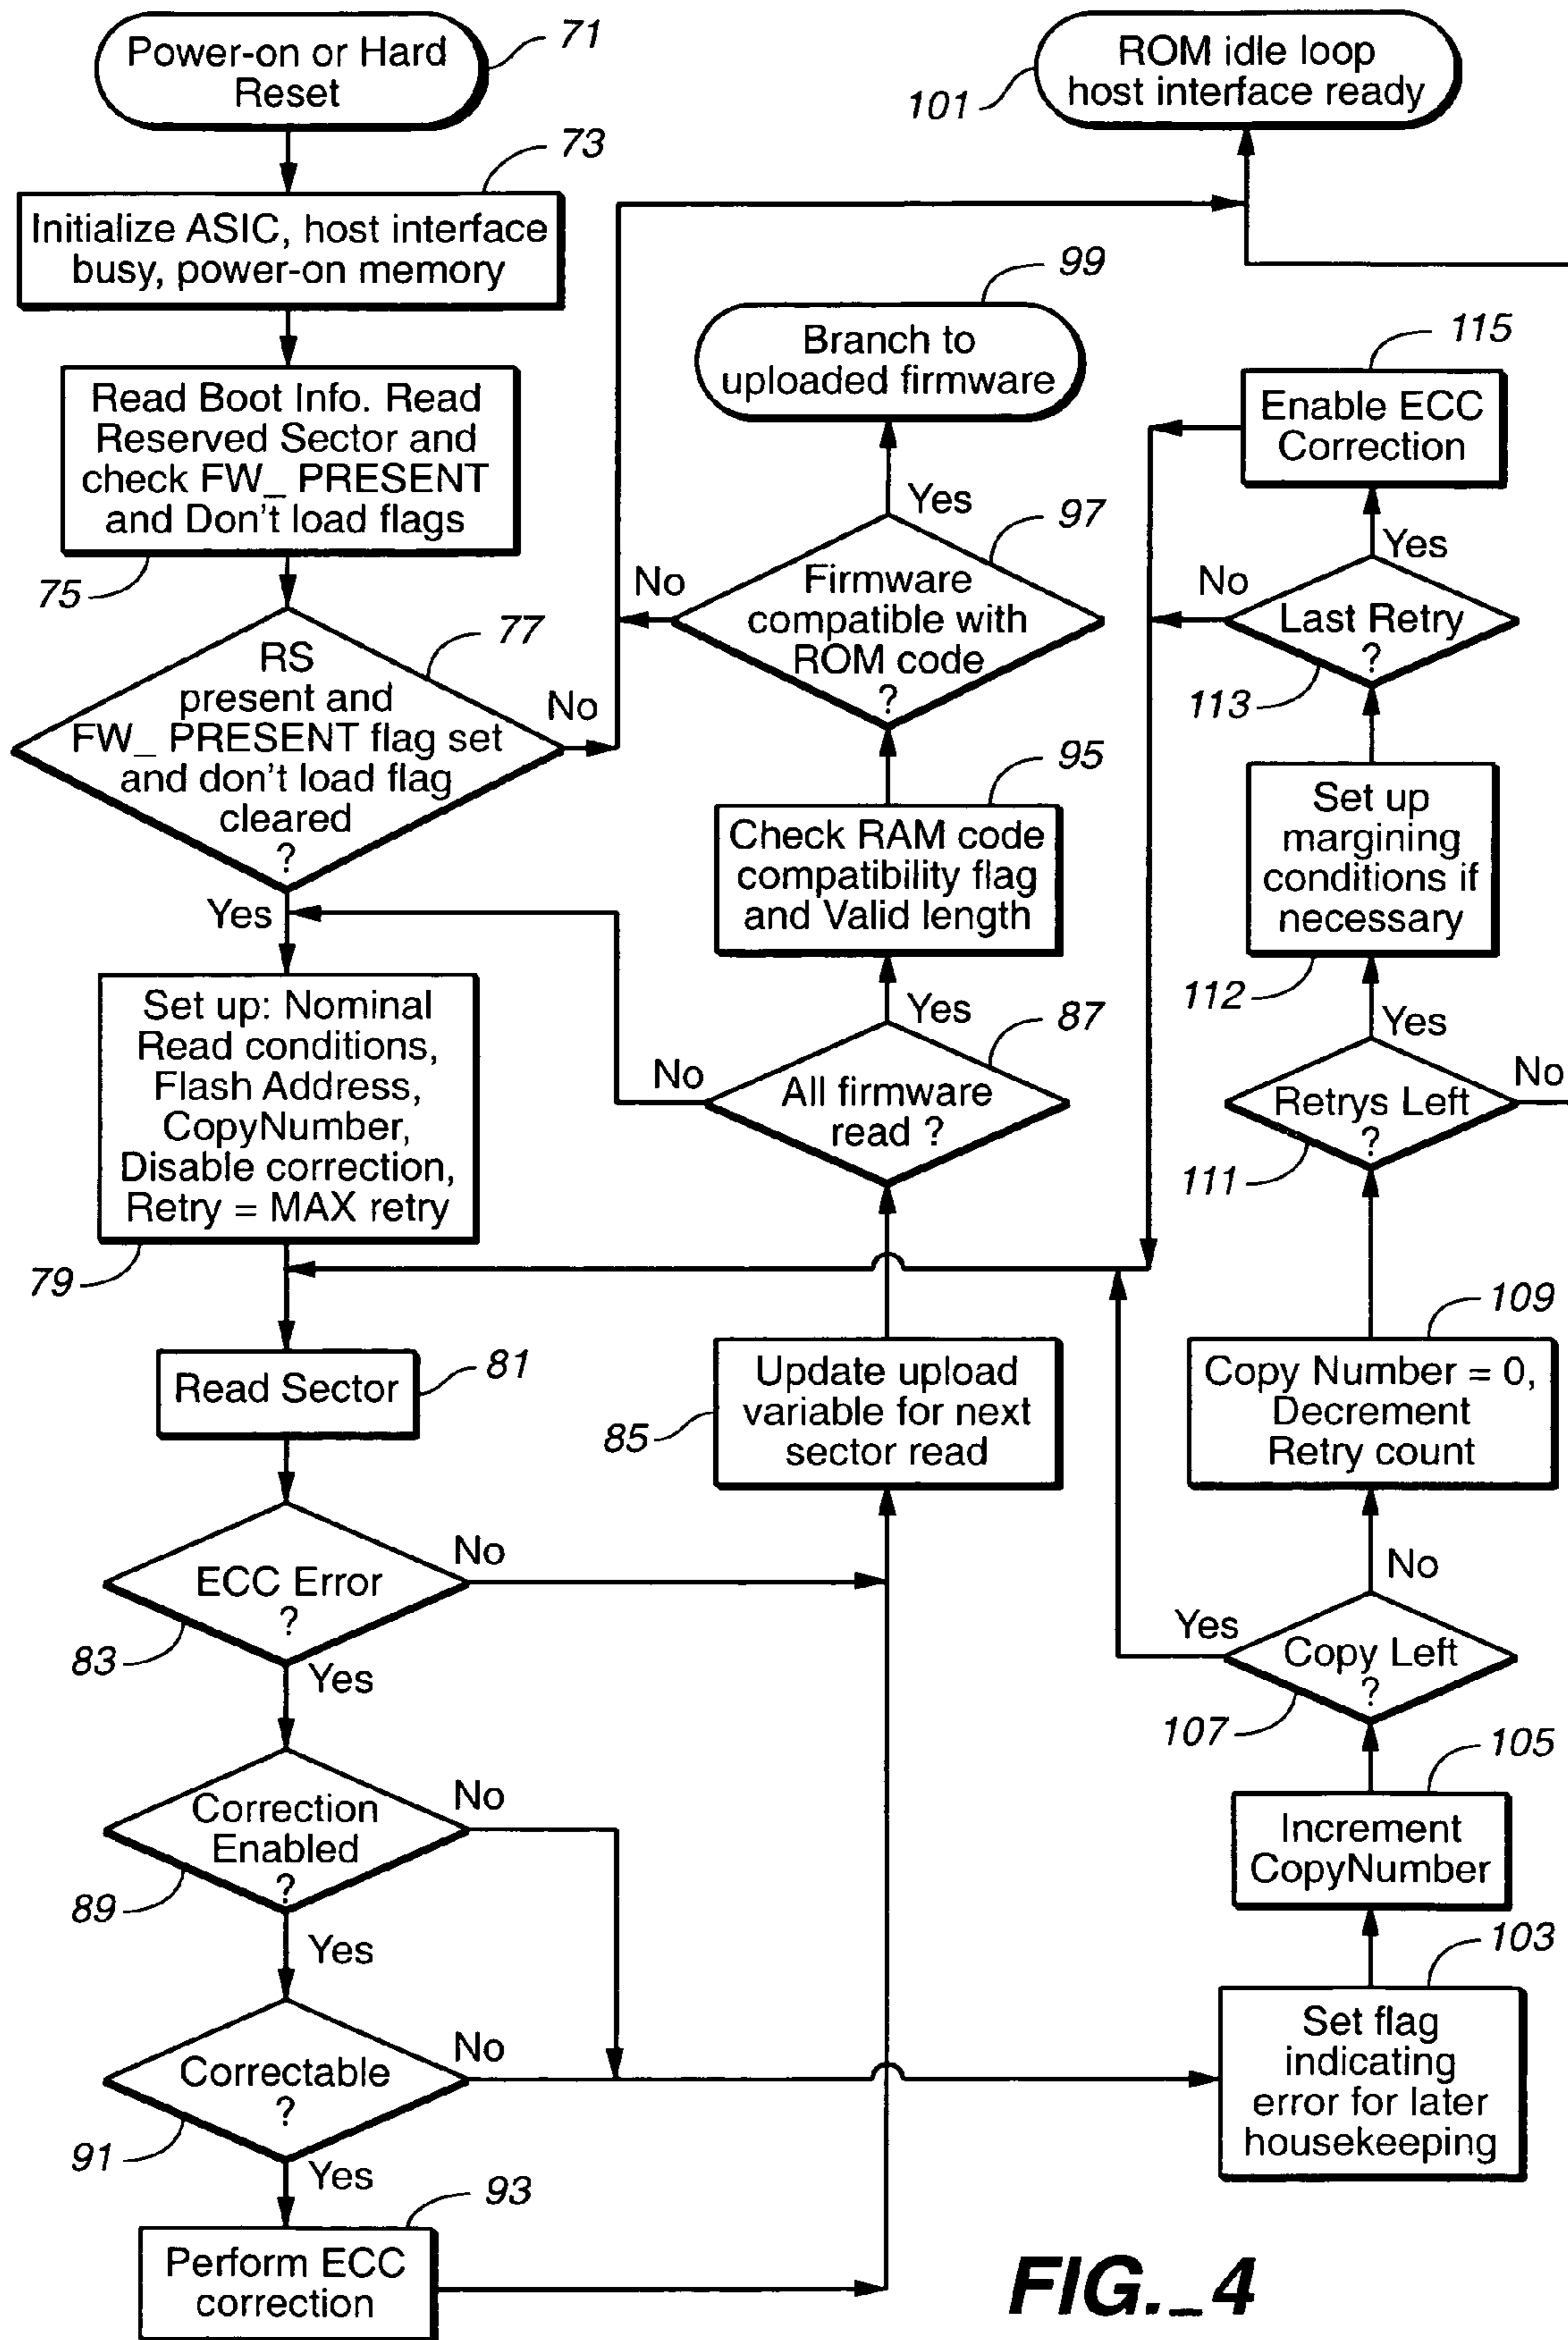 Power-on or Hard
Reset
71
Initialize ASIC, host interface
busy, power-on memory
73
Read Boot Info. Read
Reserved Sector and
check FW_ PRESENT
and Don't load flags
75
RS
present and
FW_ PRESENT flag set
and don't load flag
cleared
?
77
No
Yes
Set up: Nominal
Read conditions,
Flash Address,
CopyNumber,
Disable correction,
Retry = MAX retry
79
Read Sector
81
ECC Error
?
83
No
Yes
Correction
Enabled
?
89
No
Yes
Correctable
?
91
No
Yes
Perform ECC
correction
93
ROM idle loop
host interface ready
101
99
Branch to
uploaded firmware
Yes
97
No
Firmware
compatible with
ROM code
?
95
Check RAM code
compatibility flag
and Valid length
Yes
87
No
All firmware
read ?
Update upload
variable for next
sector read
85
115
Enable ECC
Correction
Yes
No
Last Retry
?
113
Set up
margining
conditions if
necessary
112
Yes
No
Retrys Left
?
111
109
Copy Number = 0,
Decrement
Retry count
No
Yes
Copy Left
?
107
105
Increment
CopyNumber
103
Set flag
indicating
error for later
housekeeping
FIG._4